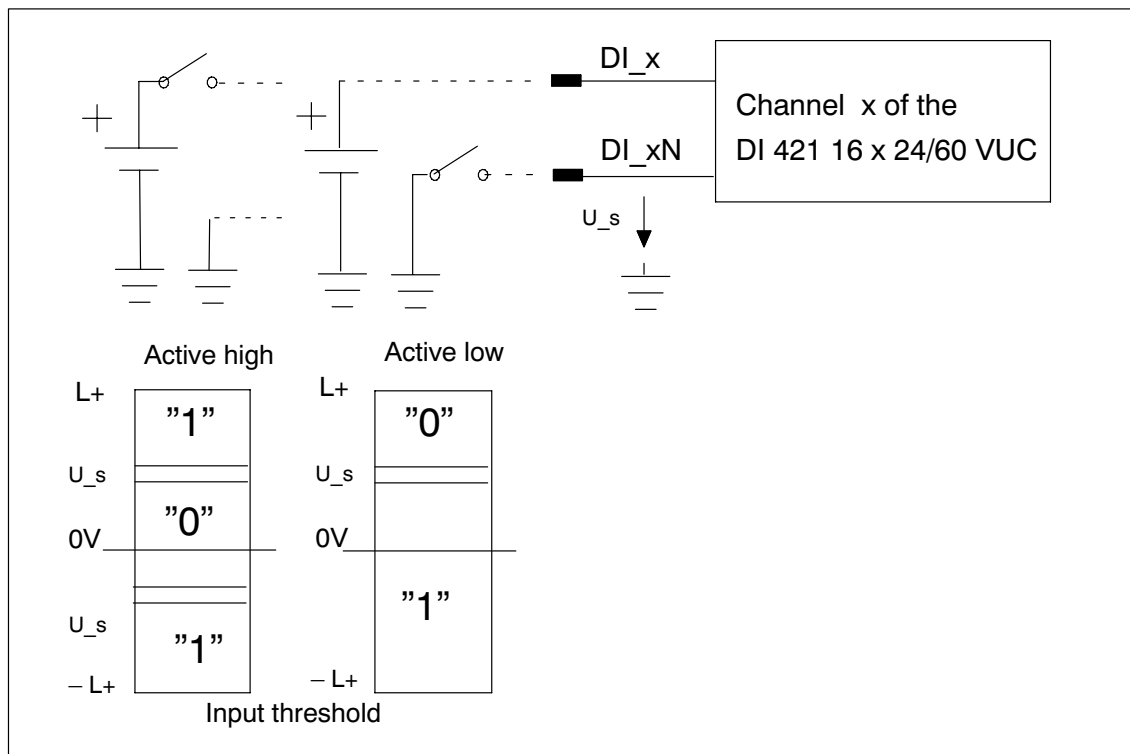 DI_x
+
+
Channel x of the
DI 421 16 x 24/60 VUC
DI_xN
U_s
Active high
Active low
L+
”1”
U_s
”0”
0V
U_s
”1”
– L+
L+
”0”
U_s
0V
”1”
– L+
Input threshold